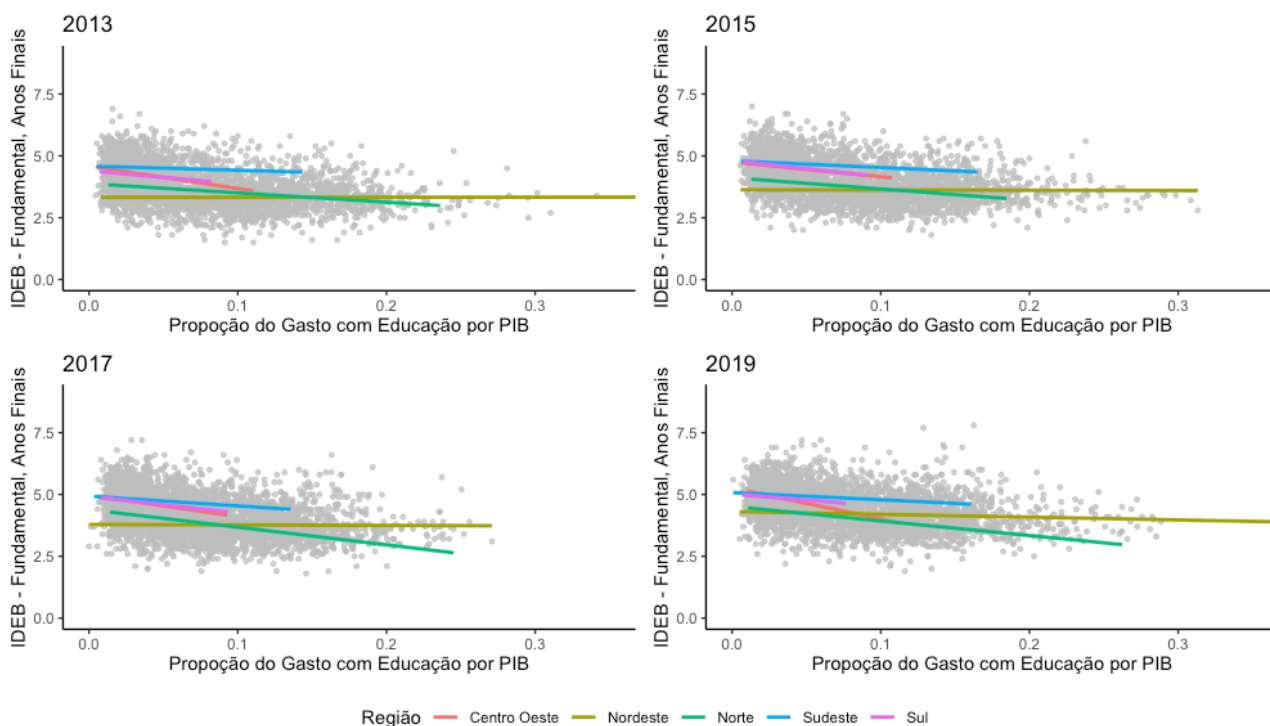 2013
IDEB - Fundamental, Anos Finais
7.5
5.0
2.5
0.0
0.0 0.1 0.2 0.3
Propoção do Gasto com Educação por PIB
2015
IDEB - Fundamental, Anos Finais
7.5
5.0
2.5
0.0
0.0 0.1 0.2 0.3
Propoção do Gasto com Educação por PIB
2017
IDEB - Fundamental, Anos Finais
7.5
5.0
2.5
0.0
0.0 0.1 0.2 0.3
Propoção do Gasto com Educação por PIB
2019
IDEB - Fundamental, Anos Finais
7.5
5.0
2.5
0.0
0.0 0.1 0.2 0.3
Propoção do Gasto com Educação por PIB
Região Centro Oeste Nordeste Norte Sudeste Sul